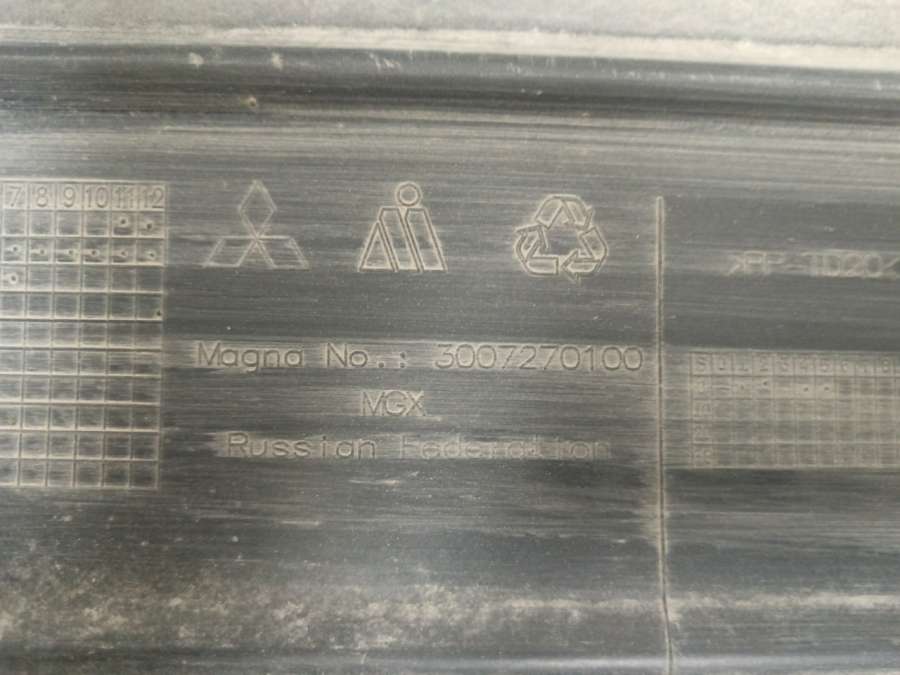 7 8 9 10 11 12
Magna No.: 3007270100
MGX
Russian Federation